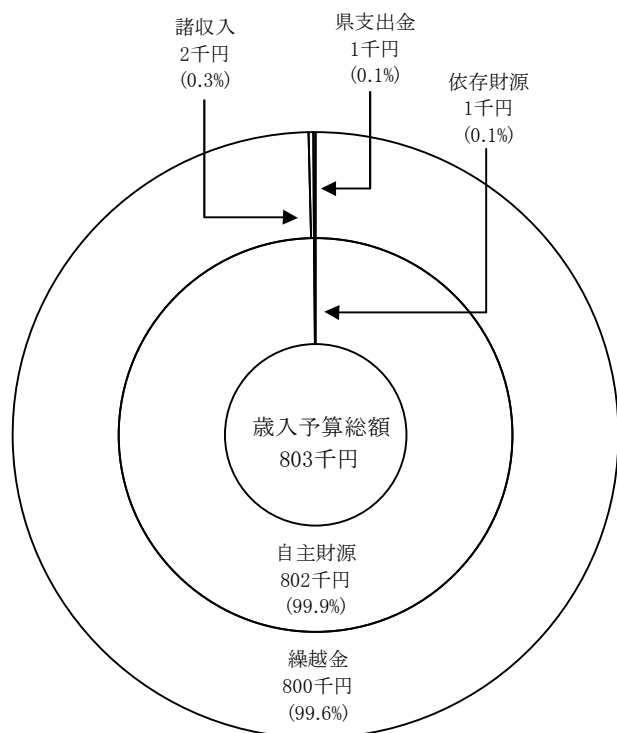 諸収入
2千円
(0.3%)
県支出金
1千円
(0.1%)
依存財源
1千円
(0.1%)
歳入予算総額
803千円
自主財源
802千円
(99.9%)
繰越金
800千円
(99.6%)